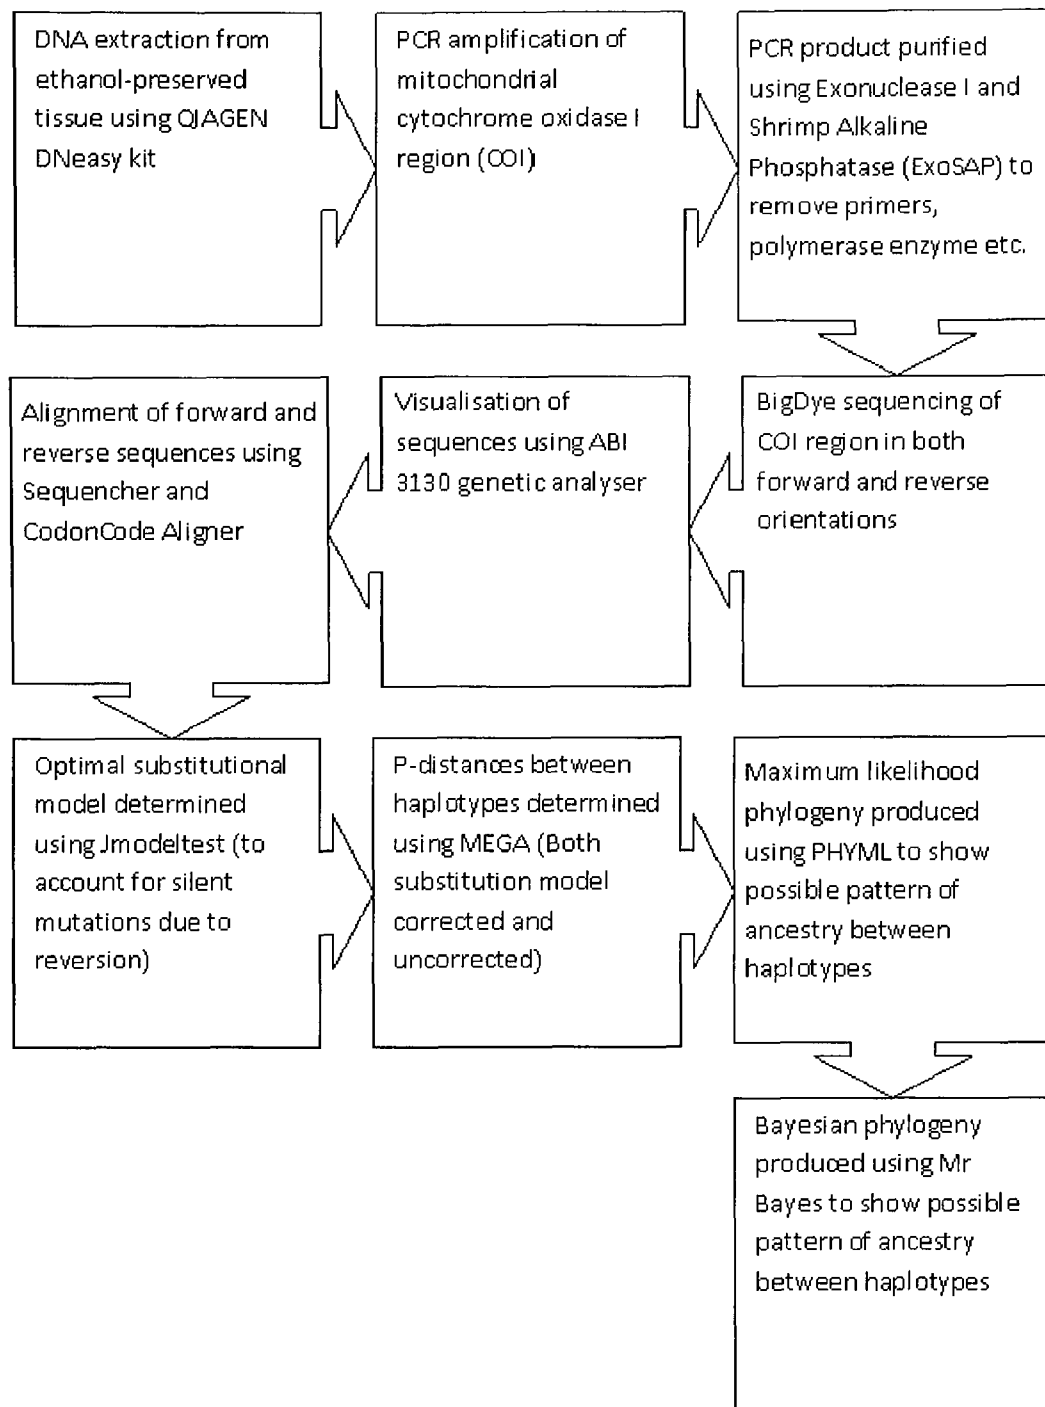 DNA extraction from
ethanol-preserved
tissue using QIAGEN
DNeasy kit
PCR amplification of
mitochondrial
cytochrome oxidase I
region (COI)
PCR product purified
using Exonuclease I and
Shrimp Alkaline
Phosphatase (ExoSAP) to
remove primers,
polymerase enzyme etc.
BigDye sequencing of
COI region in both
forward and reverse
orientations
Visualisation of
sequences using ABI
3130 genetic analyser
Alignment of forward and
reverse sequences using
Sequencher and
CodonCode Aligner
Optimal substitutional
model determined
using Jmodeltest (to
account for silent
mutations due to
reversion)
P-distances between
haplotypes determined
using MEGA (Both
substitution model
corrected and
uncorrected)
Maximum likelihood
phylogeny produced
using PHYML to show
possible pattern of
ancestry between
haplotypes
Bayesian phylogeny
produced using Mr
Bayes to show possible
pattern of ancestry
between haplotypes